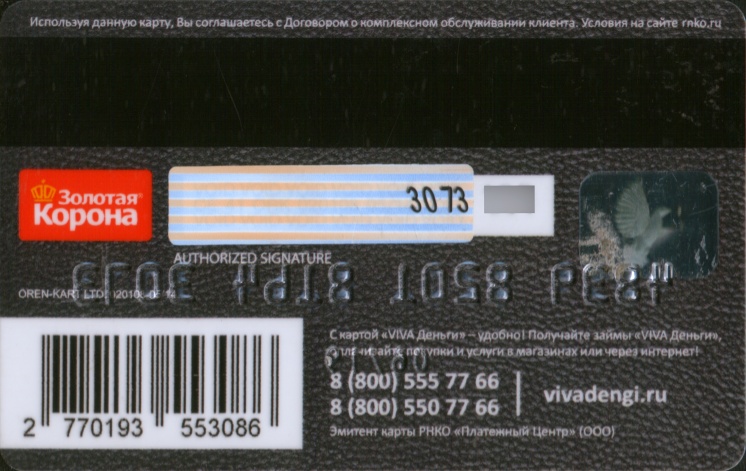 Используя данную карту, Вы соглашаетесь с Договором о комплексном обслуживании клиента. Условия на сайте rnko.ru
Золотая
Корона
3073
AUTHORIZED SIGNATURE
OREN-KART LTD
С картой «VIVA Деньги» – удобно! Получайте займы «VIVA Деньги»,
оплачивайте покупки и услуги в магазинах или через интернет!
8 (800) 555 77 66
8 (800) 550 77 66
vivadengi.ru
Эмитент карты РНКО «Платежный Центр» (ООО)
2 770193 553086